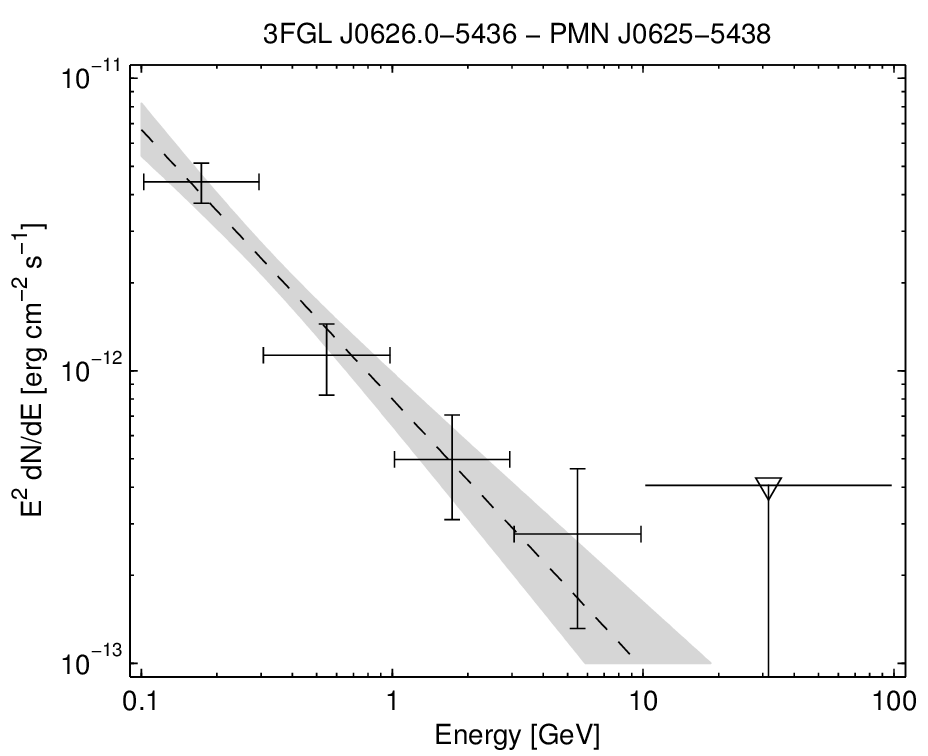 3FGL J0626.0−5436 − PMN J0625−5438
E² dN/dE [erg cm⁻² s⁻¹]
10⁻¹¹
10⁻¹²
10⁻¹³
0.1 1 10 100
Energy [GeV]